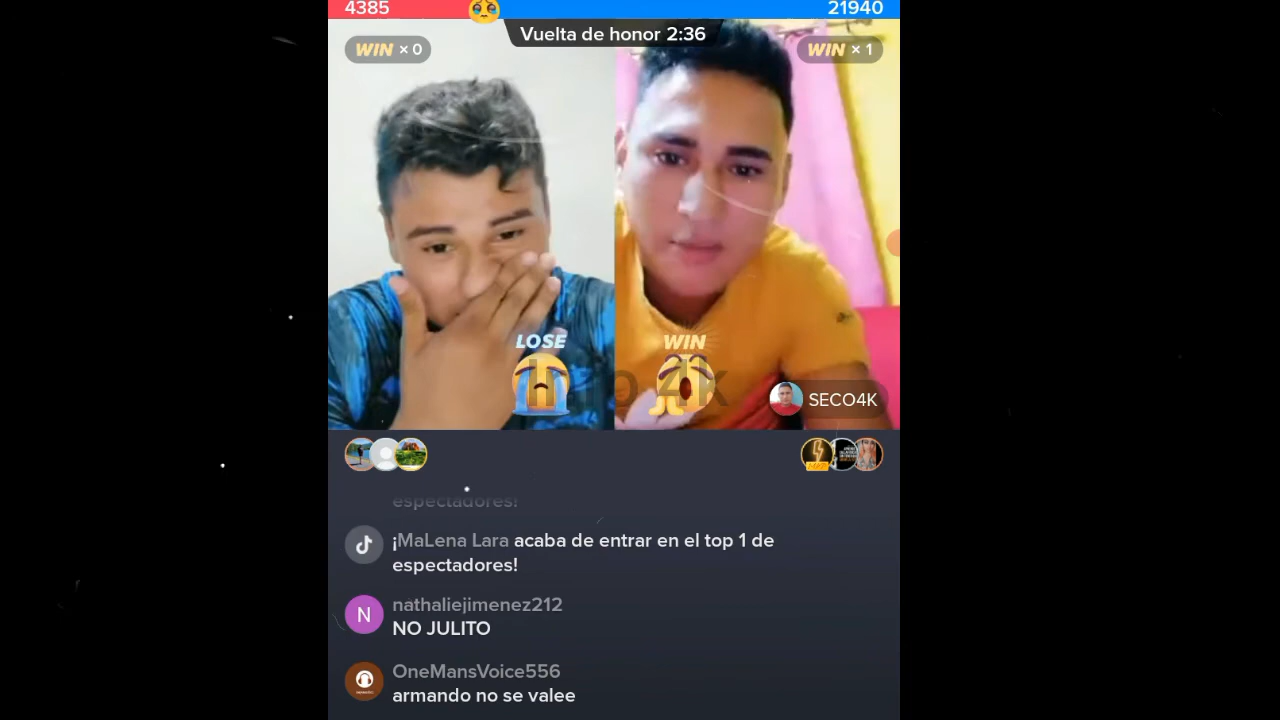 4385
21940
Vuelta de honor 2:36
WIN × 0
WIN × 1
LOSE
WIN
SECO4K
espectadores!
¡MaLena Lara acaba de entrar en el top 1 de
espectadores!
N
nathaliejimenez212
NO JULITO
OneMansVoice556
armando no se valee